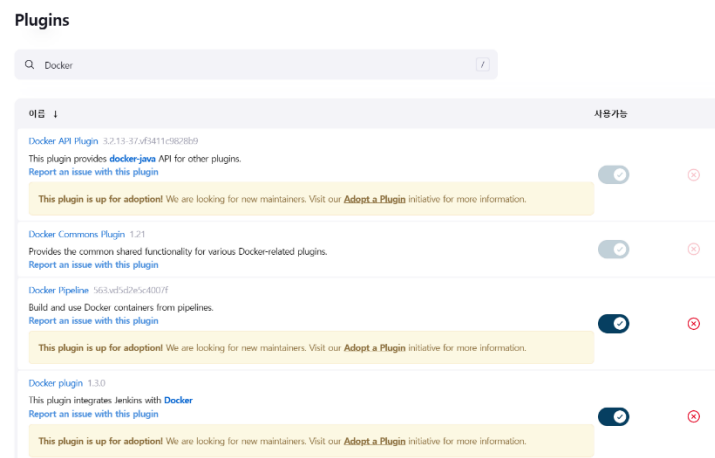 Plugins
Docker /
이름 ↓ 사용가능
Docker API Plugin 3.2.13-37.vf3411c9828b9
This plugin provides docker-java API for other plugins.
Report an issue with this plugin
This plugin is up for adoption! We are looking for new maintainers. Visit our Adopt a Plugin initiative for more information.
Docker Commons Plugin 1.21
Provides the common shared functionality for various Docker-related plugins.
Report an issue with this plugin
Docker Pipeline 563.vd5d2e5c4007f
Build and use Docker containers from pipelines.
Report an issue with this plugin
This plugin is up for adoption! We are looking for new maintainers. Visit our Adopt a Plugin initiative for more information.
Docker plugin 1.3.0
This plugin integrates Jenkins with Docker
Report an issue with this plugin
This plugin is up for adoption! We are looking for new maintainers. Visit our Adopt a Plugin initiative for more information.